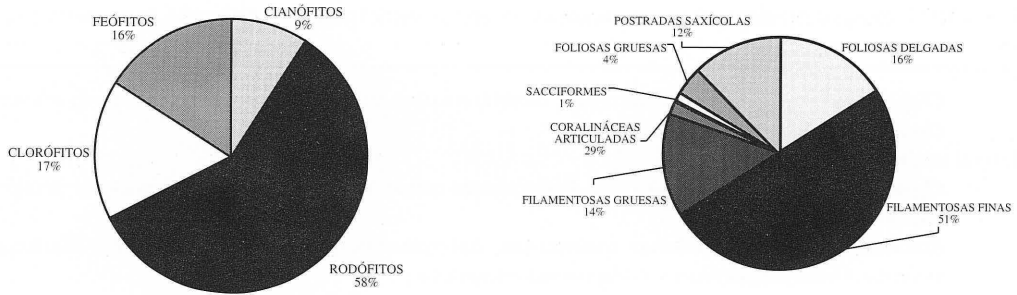 FEÓFITOS
16%
CIANÓFITOS
9%
CLORÓFITOS
17%
RODÓFITOS
58%
POSTRADAS SAXÍCOLAS
12%
FOLIOSAS GRUESAS
4%
FOLIOSAS DELGADAS
16%
SACCIFORMES
1%
CORALINÁCEAS
ARTICULADAS
29%
FILAMENTOSAS GRUESAS
14%
FILAMENTOSAS FINAS
51%